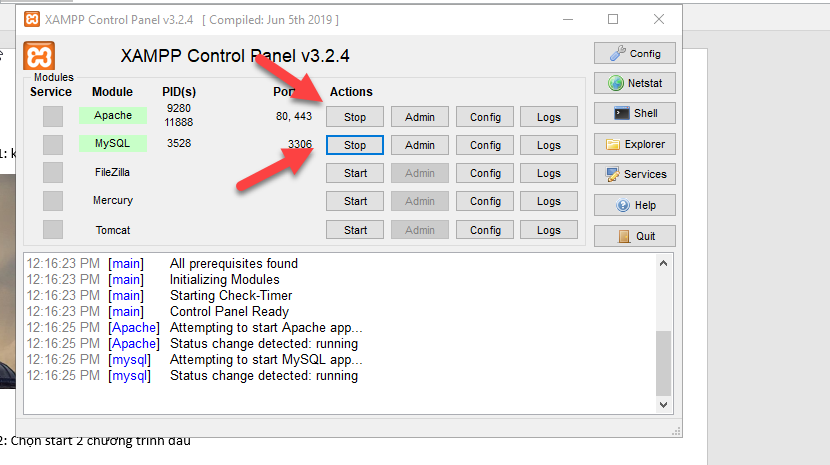 XAMPP Control Panel v3.2.4 [ Compiled: Jun 5th 2019 ]
XAMPP Control Panel v3.2.4
Config
Modules
Service Module PID(s) Actions
Netstat
Apache 9280 11888 80, 443 Stop Admin Config Logs
Shell
MySQL 3528 3306 Stop Admin Config Logs
Explorer
FileZilla Start Admin Config Logs
Services
Mercury Start Admin Config Logs
Help
Tomcat Start Admin Config Logs
Quit
12:16:23 PM [main] All prerequisites found
12:16:23 PM [main] Initializing Modules
12:16:23 PM [main] Starting Check-Timer
12:16:23 PM [main] Control Panel Ready
12:16:25 PM [Apache] Attempting to start Apache app...
12:16:25 PM [Apache] Status change detected: running
12:16:25 PM [mysql] Attempting to start MySQL app...
12:16:25 PM [mysql] Status change detected: running
2: Chọn start 2 chương trình đầu